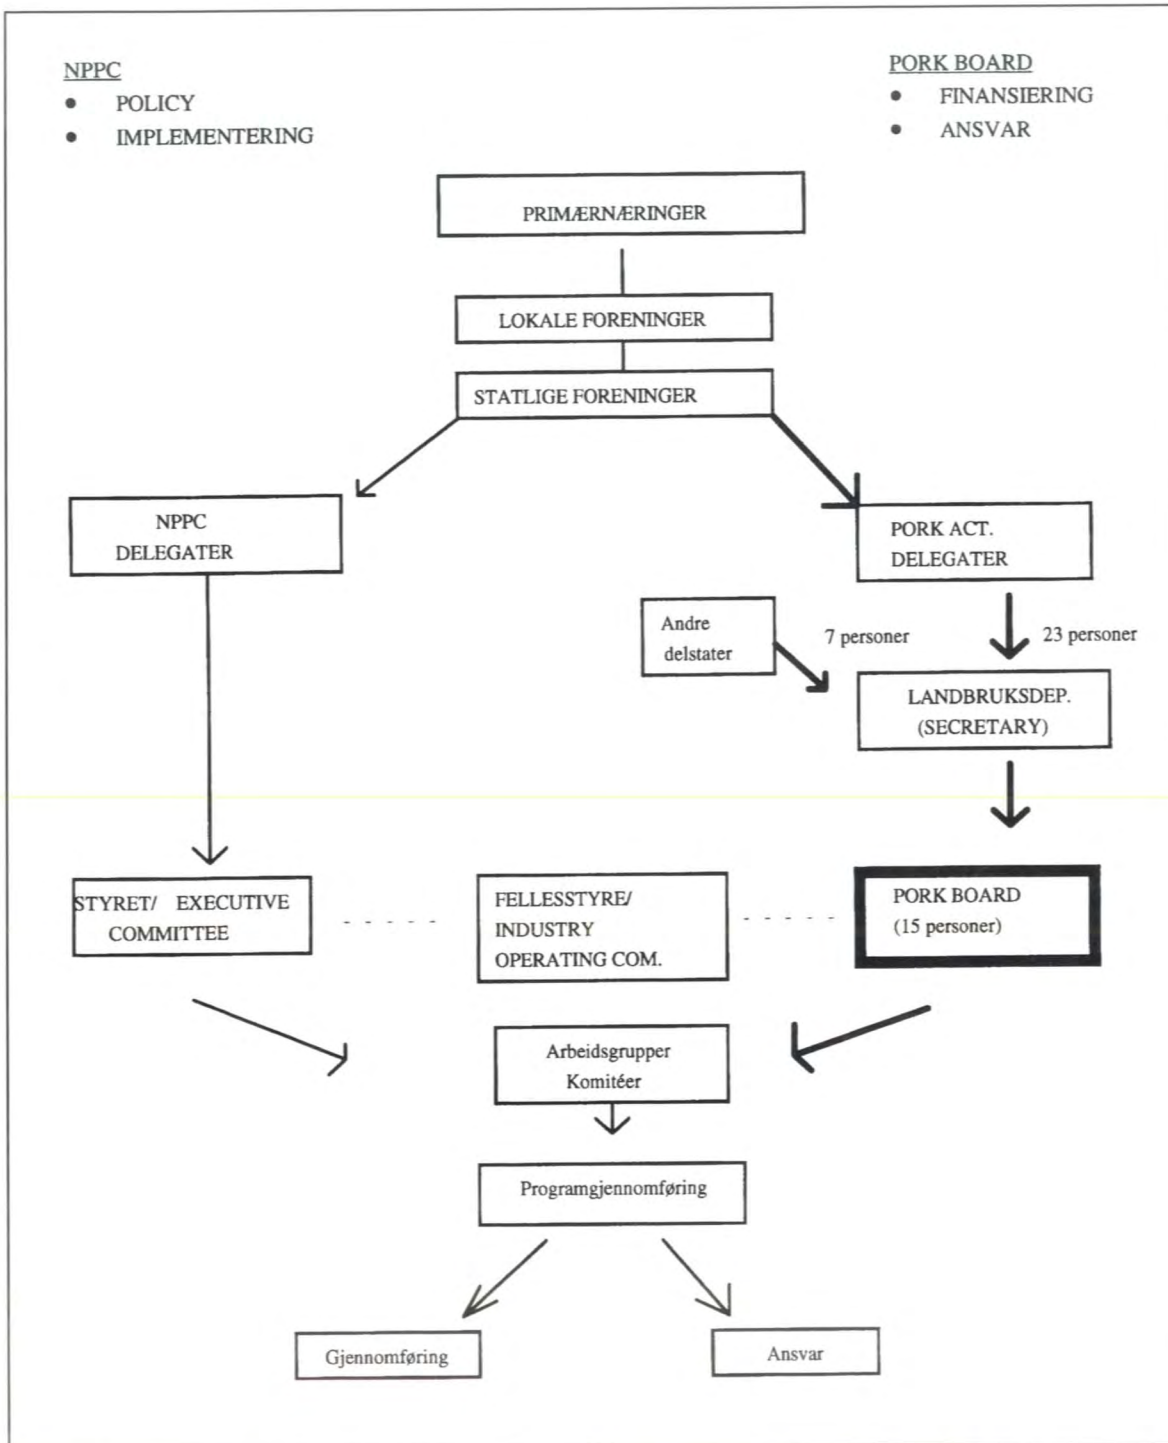 NPPC
• POLICY
• IMPLEMENTERING
PORK BOARD
• FINANSIERING
• ANSVAR
PRIMÆRNÆRINGER
LOKALE FORENINGER
STATLIGE FORENINGER
NPPC
DELEGATER
PORK ACT.
DELEGATER
Andre
delstater
7 personer
23 personer
LANDBRUKSDEP.
(SECRETARY)
STYRET/ EXECUTIVE
COMMITTEE
FELLESSTYRE/
INDUSTRY
OPERATING COM.
PORK BOARD
(15 personer)
Arbeidsgrupper
Komitéer
Programgjennomføring
Gjennomføring
Ansvar